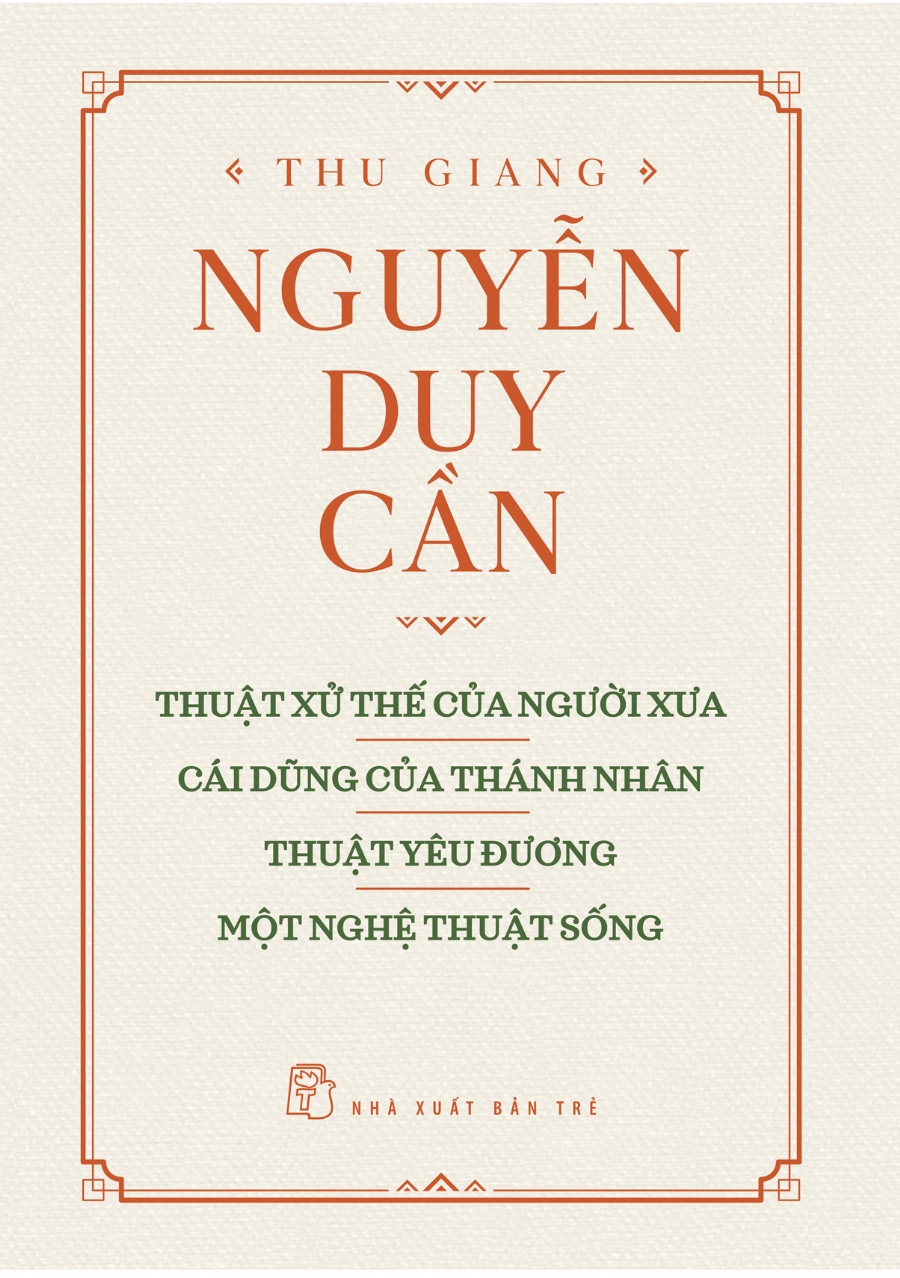 THU GIANG
NGUYỄN
DUY
CẦN
THUẬT XỬ THẾ CỦA NGƯỜI XƯA
CÁI DŨNG CỦA THÁNH NHÂN
THUẬT YÊU ĐƯƠNG
MỘT NGHỆ THUẬT SỐNG
T NHÀ XUẤT BẢN TRẺ